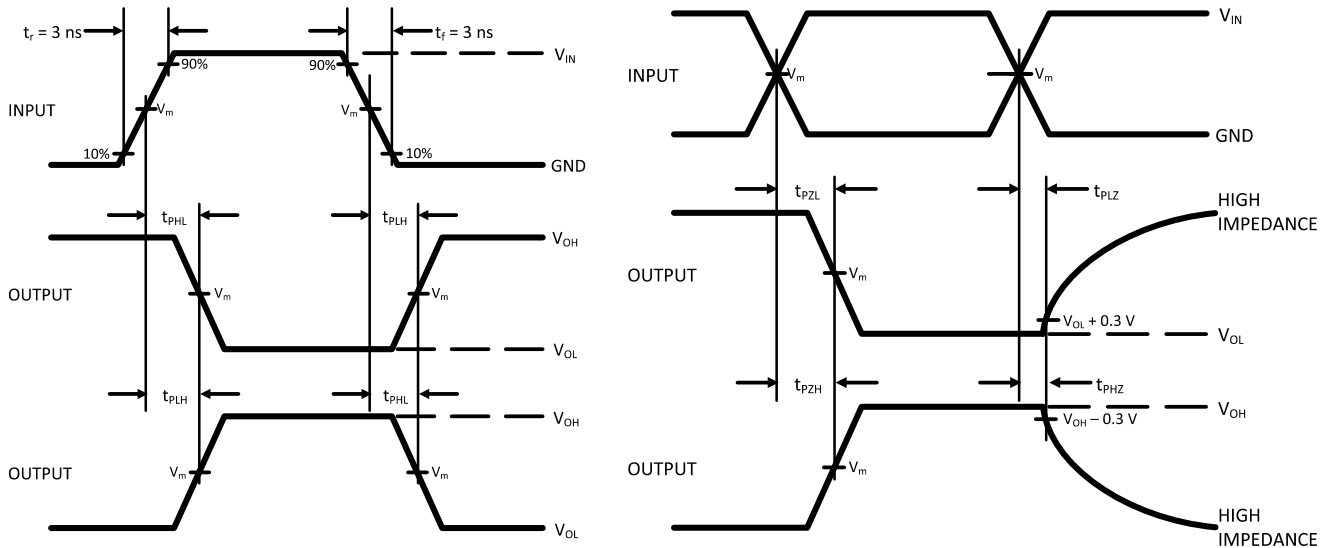 tr = 3 ns
tf = 3 ns
VIN
90%
90%
INPUT
Vm
Vm
10%
10%
GND
tPHL
tPLH
VOH
OUTPUT
Vm
Vm
VOL
tPLH
tPHL
VOH
OUTPUT
Vm
Vm
VOL
VIN
INPUT
Vm
Vm
GND
tPZL
tPLZ
HIGH
IMPEDANCE
OUTPUT
Vm
VOL + 0.3 V
VOL
tPZH
tPHZ
VOH
VOH – 0.3 V
OUTPUT
Vm
HIGH
IMPEDANCE